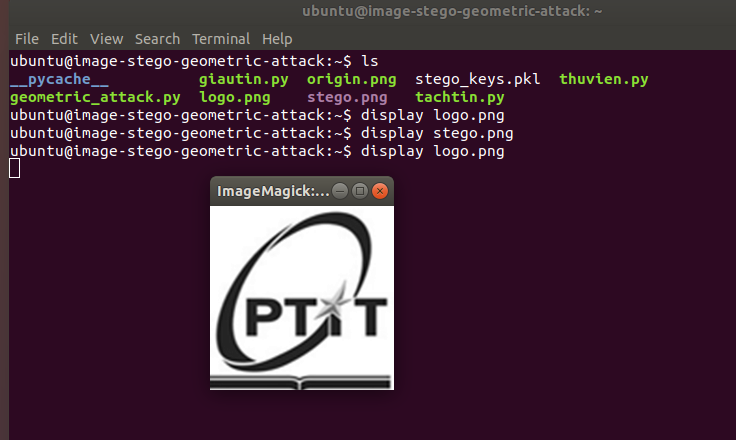 ubuntu@image-stego-geometric-attack: ~
File Edit View Search Terminal Help
ubuntu@image-stego-geometric-attack:~$ ls
__pycache__ giautin.py origin.png stego_keys.pkl thuvien.py
geometric_attack.py logo.png stego.png tachtin.py
ubuntu@image-stego-geometric-attack:~$ display logo.png
ubuntu@image-stego-geometric-attack:~$ display stego.png
ubuntu@image-stego-geometric-attack:~$ display logo.png
ImageMagick:...
PTIT